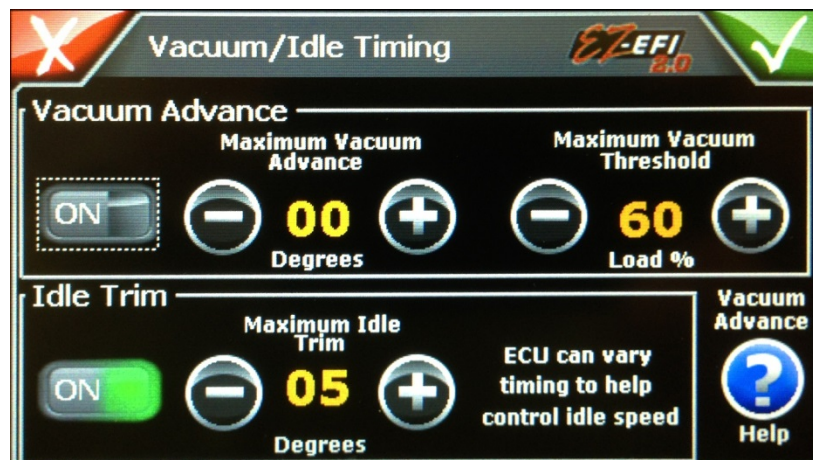 Vacuum/Idle Timing
EZ-EFI
2.0
Vacuum Advance
Maximum Vacuum
Advance
Maximum Vacuum
Threshold
ON
00
60
Degrees
Load %
Idle Trim
Maximum Idle
Trim
ON
05
Degrees
ECU can vary
timing to help
control idle speed
Vacuum
Advance
?
Help